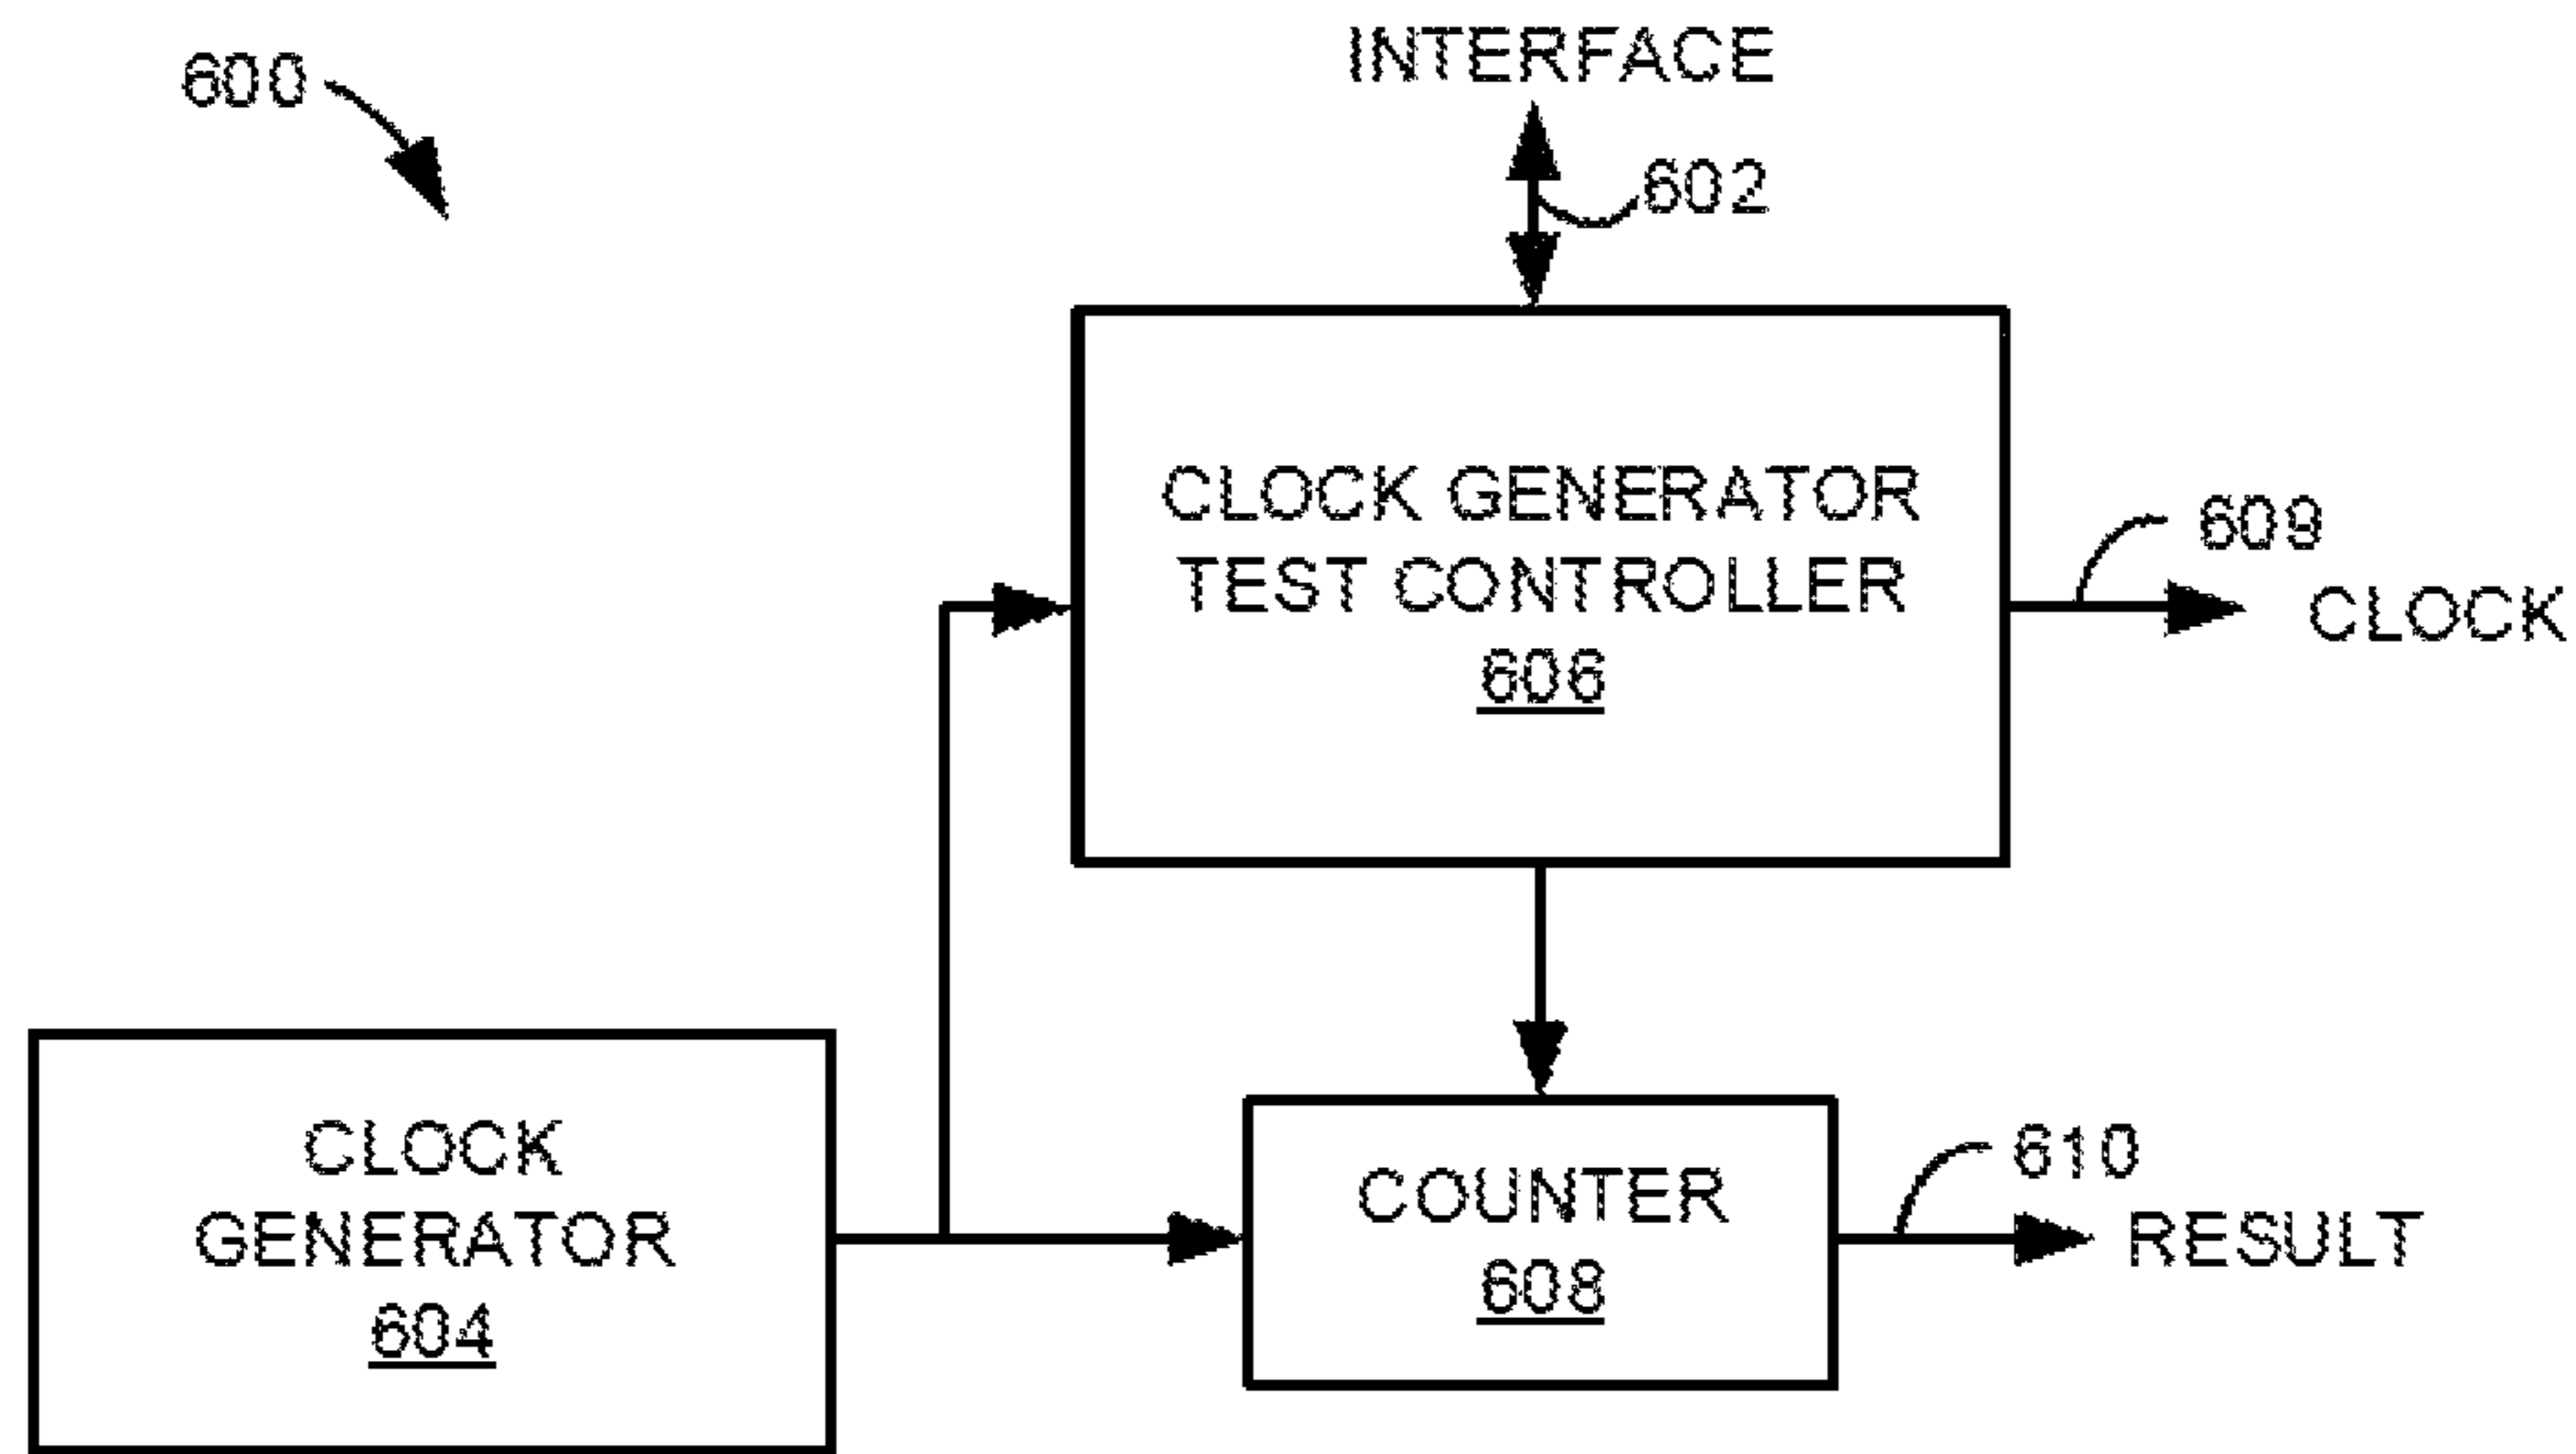 600
INTERFACE
602
CLOCK GENERATOR
TEST CONTROLLER
606
609
CLOCK
CLOCK
GENERATOR
604
COUNTER
608
610
RESULT